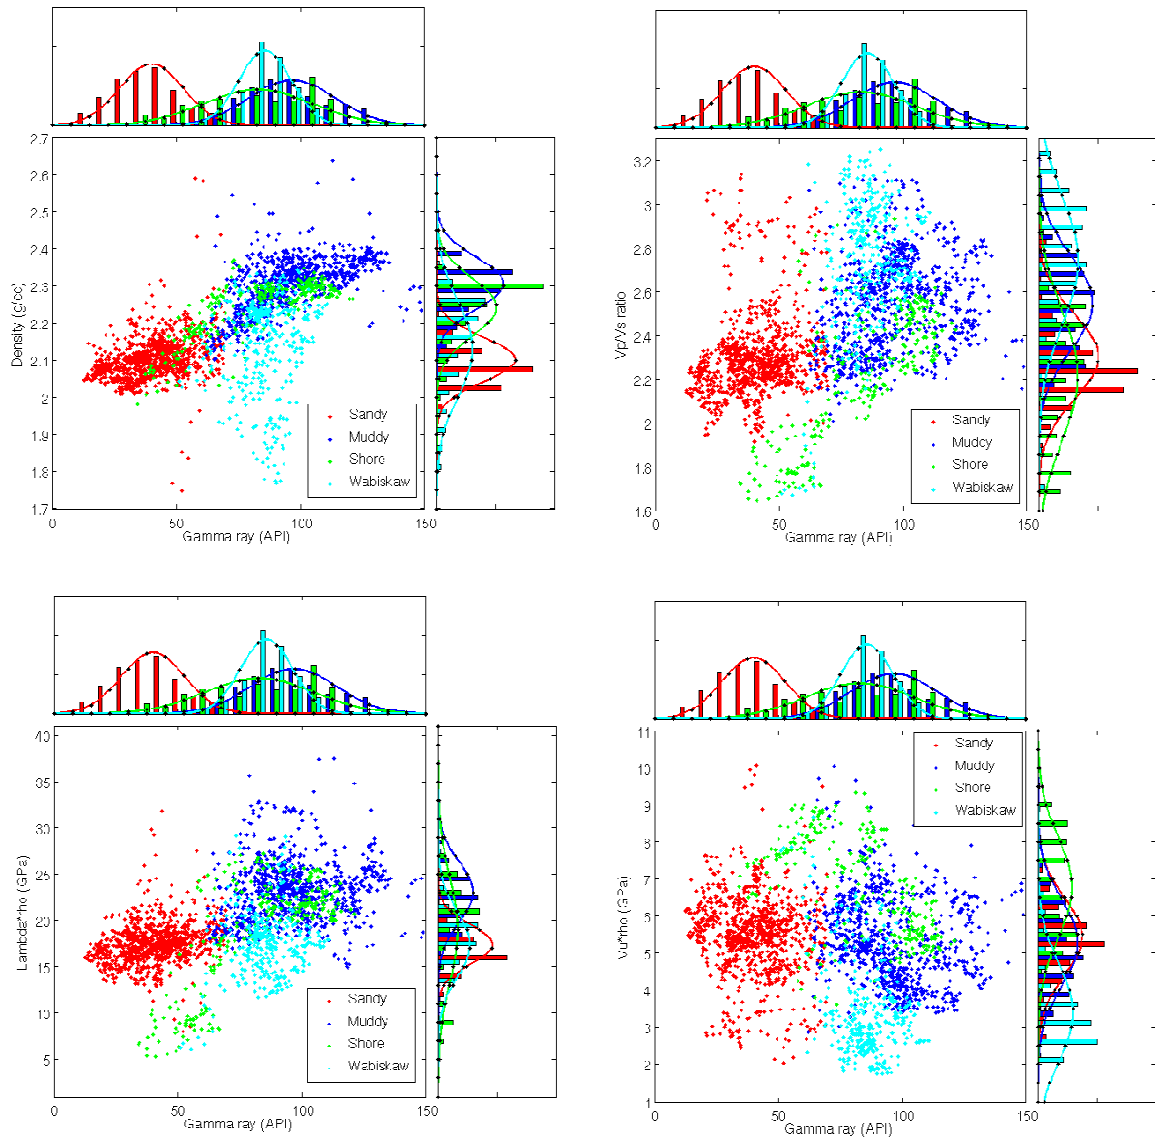 2.7
2.6
2.5
2.4
2.3
2.2
2.1
2
1.9
1.8
1.7
Density (g/cc)
Sandy
Muddy
Shore
Wabiskaw
0 50 100 150
Gamma ray (API)
3.2
3
2.8
2.6
2.4
2.2
2
1.8
1.6
Vp/Vs ratio
Sandy
Muddy
Shore
Wabiskaw
0 50 100 150
Gamma ray (API)
40
35
30
25
20
15
10
5
Lambda*rho (GPa)
Sandy
Muddy
Shore
Wabiskaw
0 50 100 150
Gamma ray (API)
11
10
9
8
7
6
5
4
3
2
1
Mu*rho (GPa)
Sandy
Muddy
Shore
Wabiskaw
0 50 100 150
Gamma ray (API)